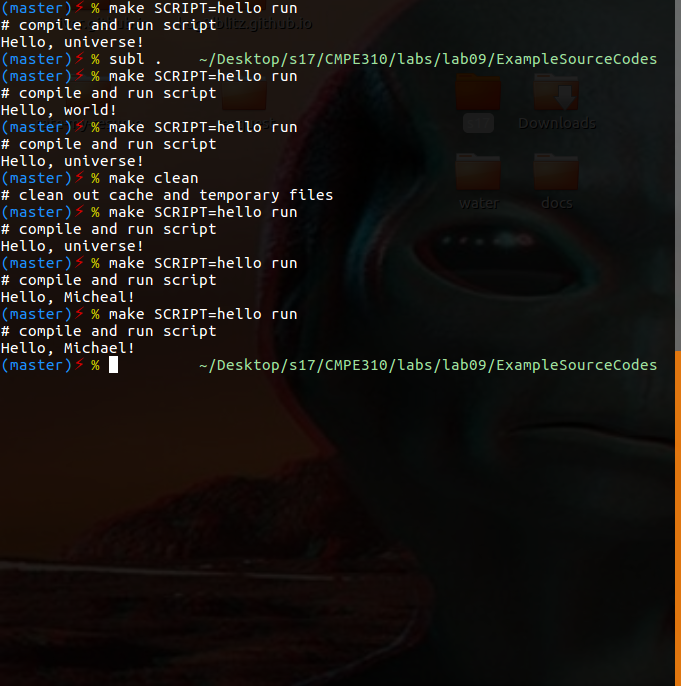 (master)⚡ % make SCRIPT=hello run
# compile and run script
Hello, universe!
(master)⚡ % subl . ~/Desktop/s17/CMPE310/labs/lab09/ExampleSourceCodes
(master)⚡ % make SCRIPT=hello run
# compile and run script
Hello, world!
(master)⚡ % make SCRIPT=hello run
# compile and run script
Hello, universe!
(master)⚡ % make clean
# clean out cache and temporary files
(master)⚡ % make SCRIPT=hello run
# compile and run script
Hello, universe!
(master)⚡ % make SCRIPT=hello run
# compile and run script
Hello, Micheal!
(master)⚡ % make SCRIPT=hello run
# compile and run script
Hello, Michael!
(master)⚡ % ~/Desktop/s17/CMPE310/labs/lab09/ExampleSourceCodes
blitz.github.io
Downloads
water
docs